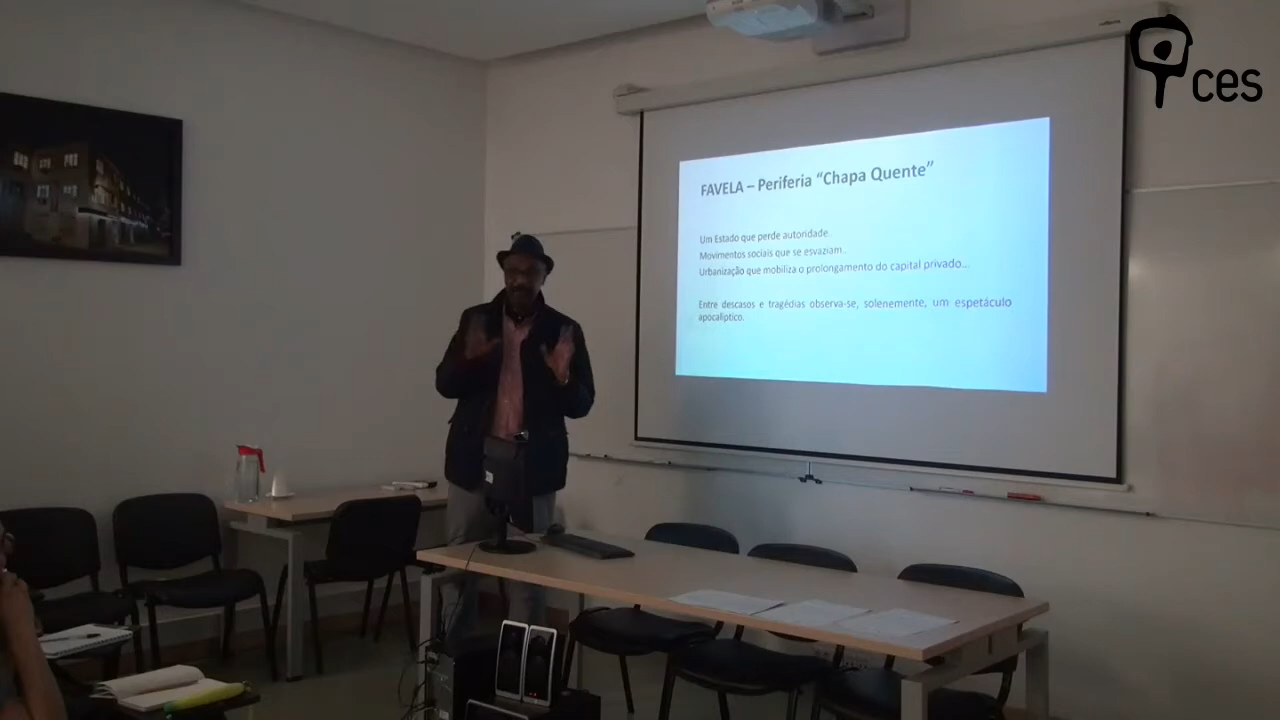 ces
FAVELA – Periferia “Chapa Quente”
Um Estado que perde autoridade.
Movimentos sociais que se esvaziam..
Urbanização que mobiliza o prolongamento do capital privado...
Entre descasos e tragédias observa-se, solenemente, um espetáculo
apocalíptico.